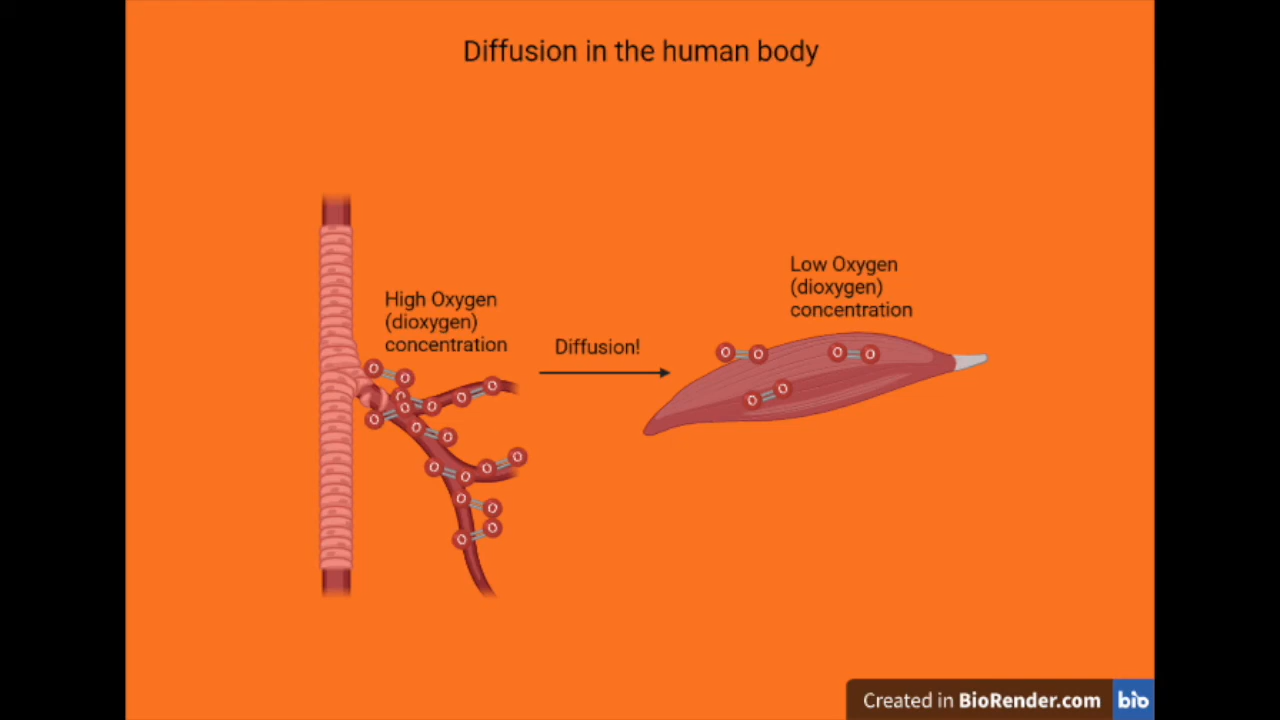 Diffusion in the human body
High Oxygen
(dioxygen)
concentration
Diffusion!
Low Oxygen
(dioxygen)
concentration
O O
O O
O O
O O
O O
O O
O O
O O
O O
O O
O O
O O
Created in BioRender.com bio